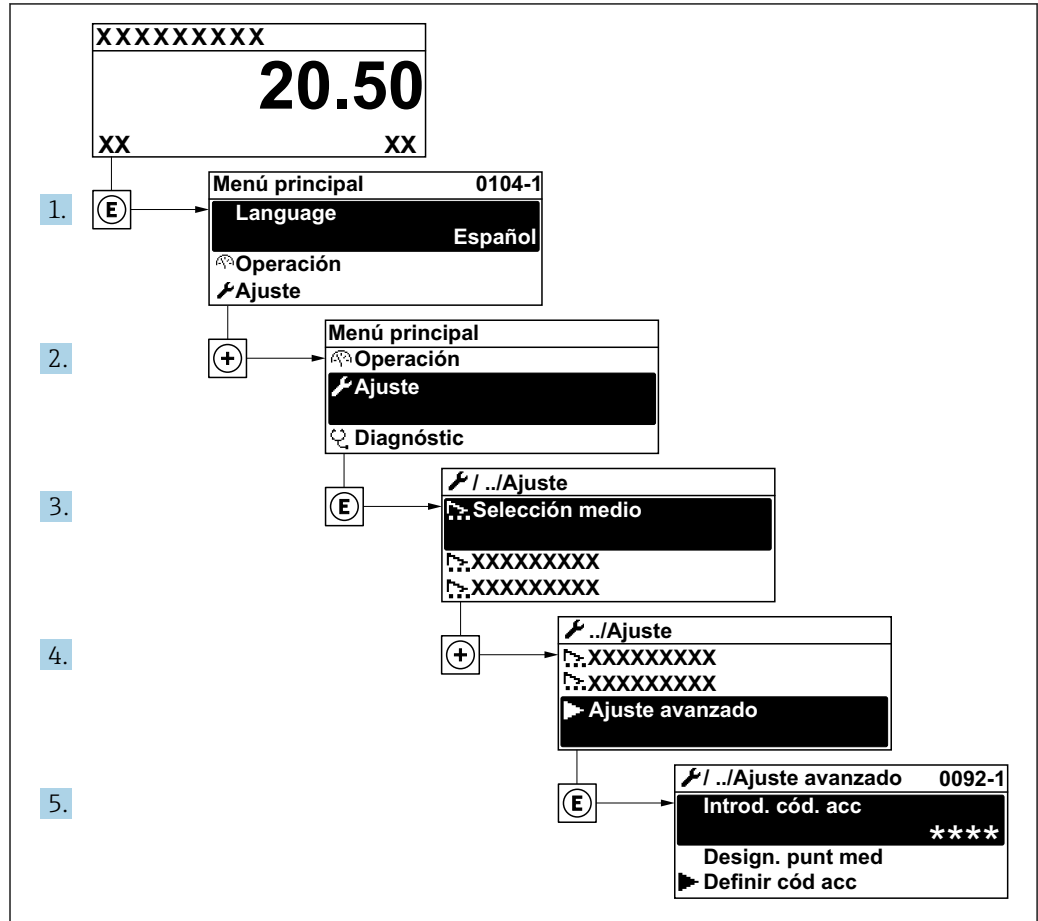 XXXXXXXXX
20.50
XX XX
1. E
Menú principal 0104-1
Language
Español
Operación
Ajuste
2. +
Menú principal
Operación
Ajuste
Diagnóstic
3. E
/ ../Ajuste
Selección medio
XXXXXXXXX
XXXXXXXXX
4. +
../Ajuste
XXXXXXXXX
XXXXXXXXX
Ajuste avanzado
5. E
/ ../Ajuste avanzado 0092-1
Introd. cód. acc
****
Design. punt med
Definir cód acc